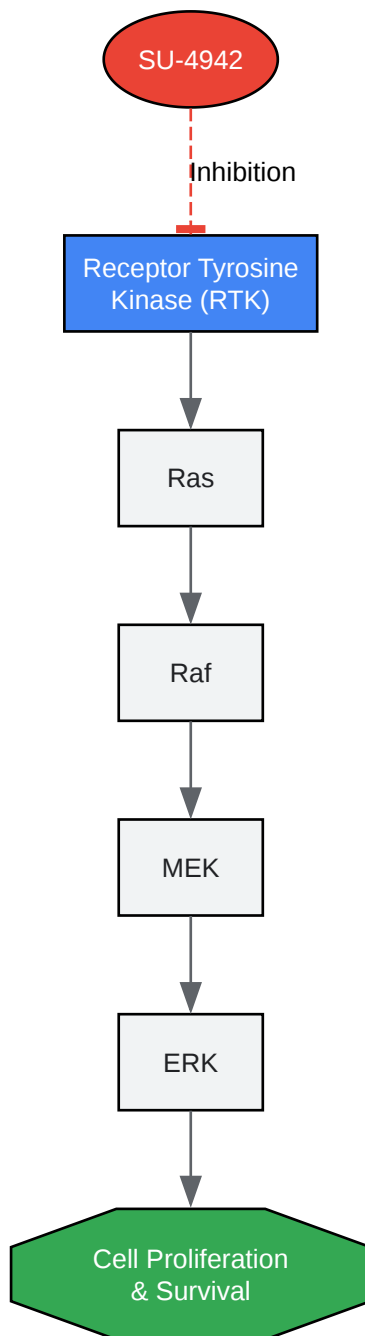 SU-4942
Inhibition
Receptor Tyrosine
Kinase (RTK)
Ras
Raf
MEK
ERK
Cell Proliferation
& Survival